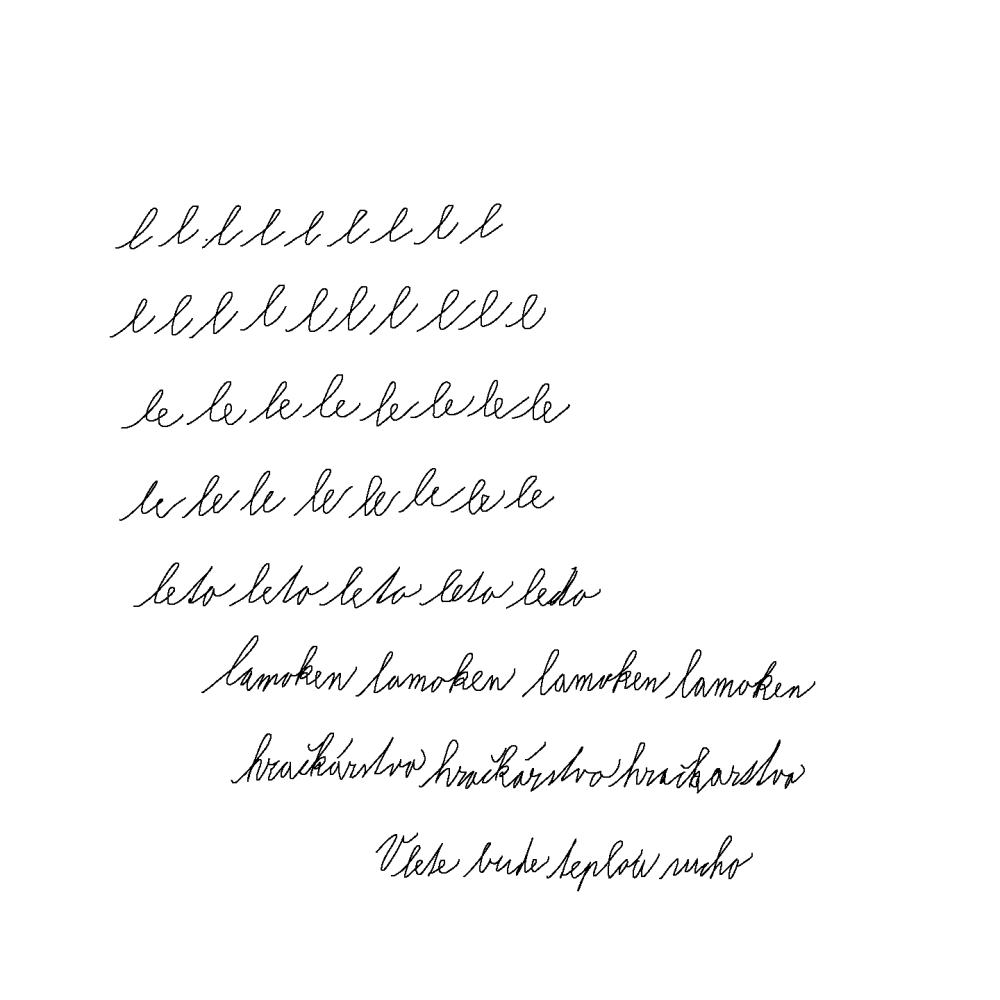 l l l l l l l l l
l l l l l l l l l l
le le le le le le le le
le le le le le le le le
leto leto leto leto ledo
lamoken lamoken lamoken lamoken
hračkárstvo hračkárstvo hračkarstvo
V lete bude teplo